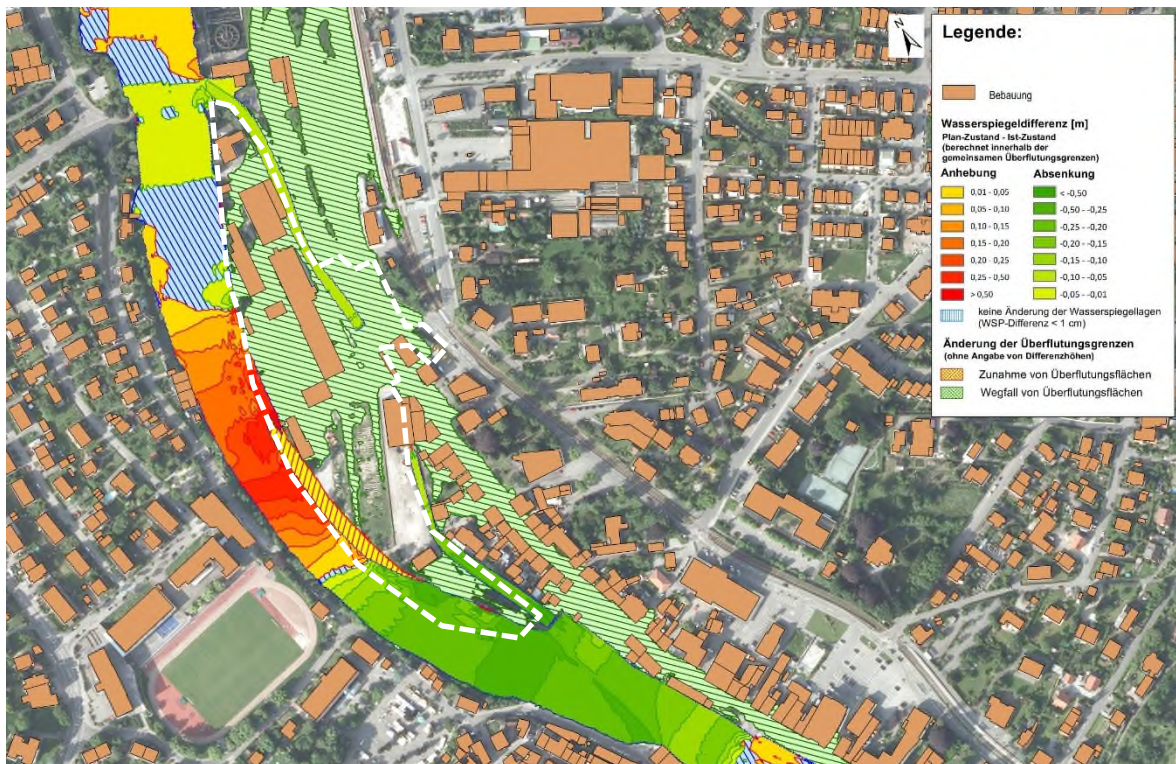 N
Legende:
Bebauung
Wasserspiegeldifferenz [m]
Plan-Zustand - Ist-Zustand
(berechnet innerhalb der
gemeinsamen Überflutungsgrenzen)
Anhebung
0,01 - 0,05
0,05 - 0,10
0,10 - 0,15
0,15 - 0,20
0,20 - 0,25
0,25 - 0,50
> 0,50
Absenkung
< -0,50
-0,50 - -0,25
-0,25 - -0,20
-0,20 - -0,15
-0,15 - -0,10
-0,10 - -0,05
-0,05 - -0,01
keine Änderung der Wasserspiegellagen
(WSP-Differenz < 1 cm)
Änderung der Überflutungsgrenzen
(ohne Angabe von Differenzhöhen)
Zunahme von Überflutungsflächen
Wegfall von Überflutungsflächen